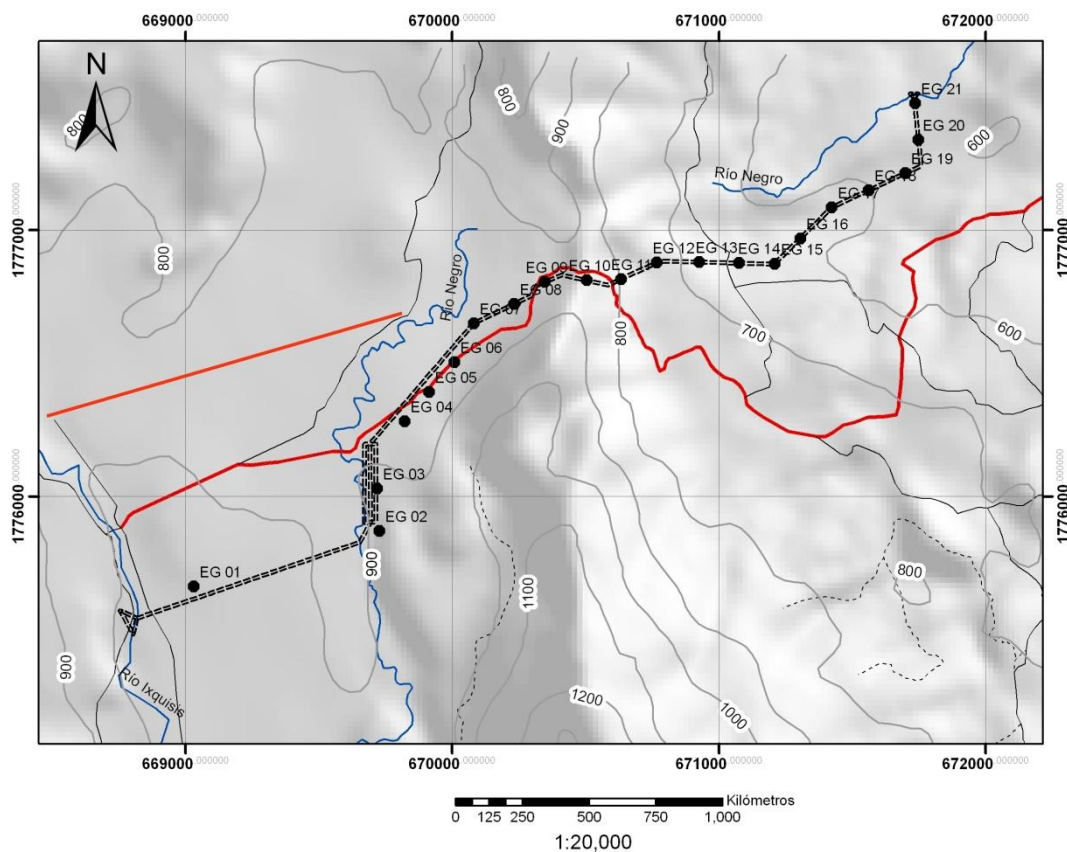 669000.000000 670000.000000 671000.000000 672000.000000
N
800
800
900
EG 21
600
EG 20
EG 19
Río Negro
EG 18
EG 17
1777000.000000
1777000.000000
EG 16
800
Río Negro
EG 12 EG 13 EG 14 EG 15
EG 09 EG 10 EG 11
EG 08
EG 07
800
700
600
EG 06
EG 05
EG 04
EG 03
1776000.000000
1776000.000000
EG 02
900
800
EG 01
1100
900
Río Ixquisis
1200
1000
669000.000000 670000.000000 671000.000000 672000.000000
Kilómetros
0 125 250 500 750 1,000
1:20,000